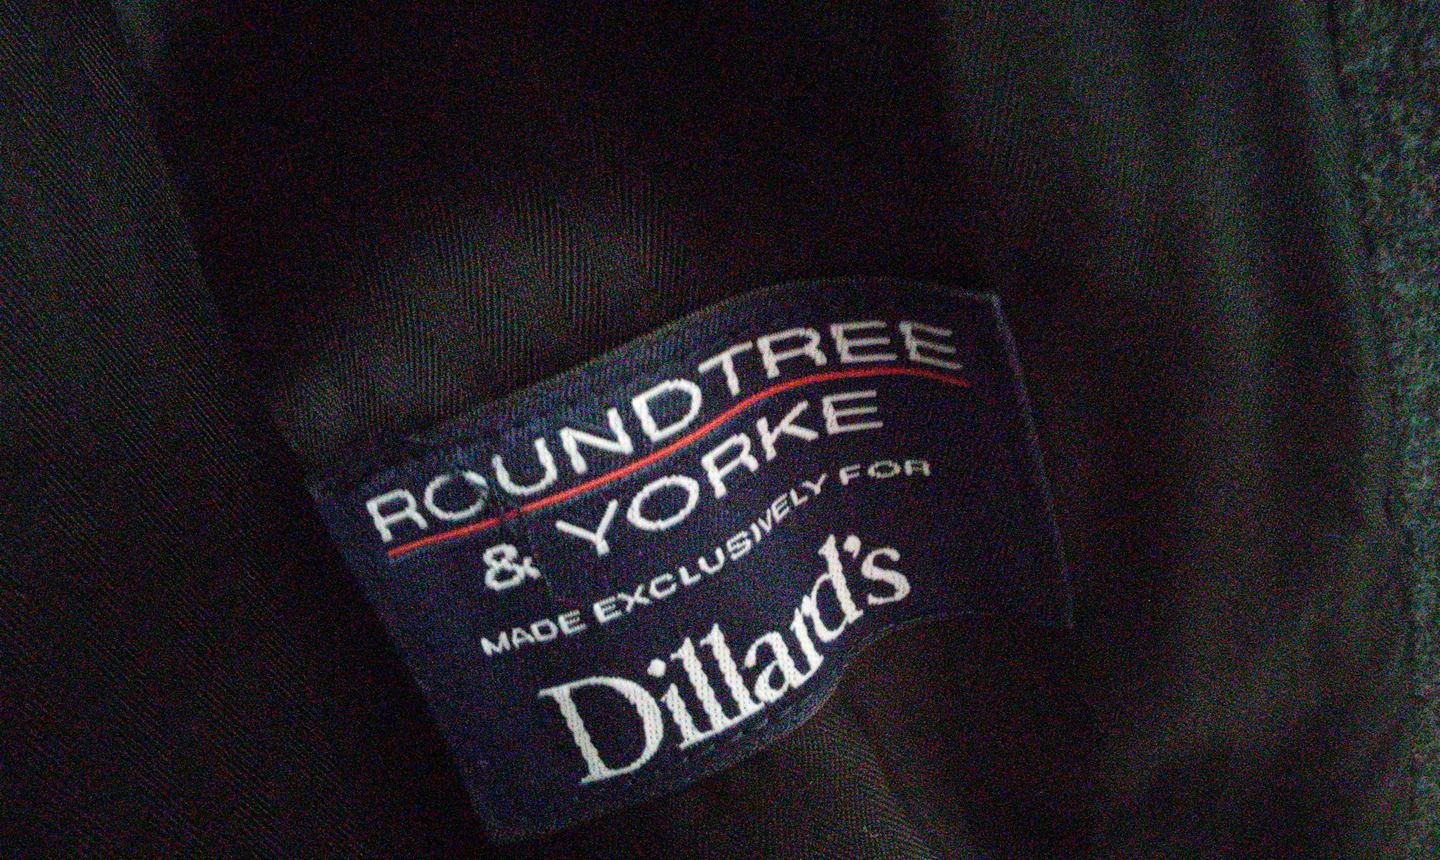 ROUNDTREE
& YORKE
MADE EXCLUSIVELY FOR
Dillard's